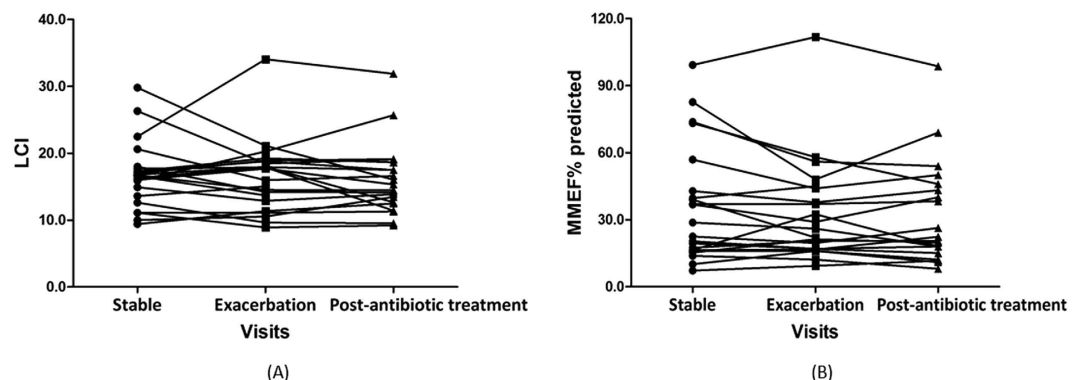 40.0
30.0
20.0
10.0
0.0
LCI
Stable Exacerbation Post-antibiotic treatment
Visits
(A)
120.0
90.0
60.0
30.0
0.0
MMEF% predicted
Stable Exacerbation Post-antibiotic treatment
Visits
(B)